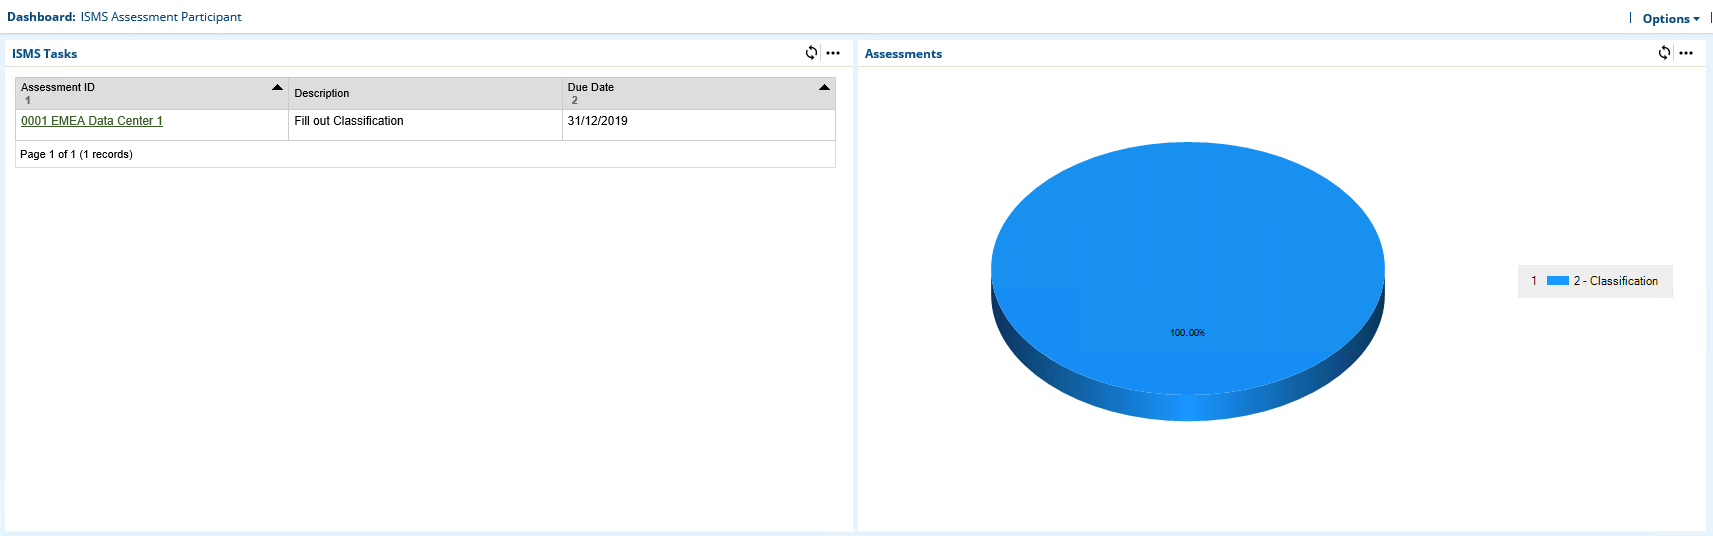 Dashboard: ISMS Assessment Participant
Options
ISMS Tasks
Assessment ID
1
Description
Due Date
2
0001 EMEA Data Center 1
Fill out Classification
31/12/2019
Page 1 of 1 (1 records)
Assessments
100.00%
1 2 - Classification